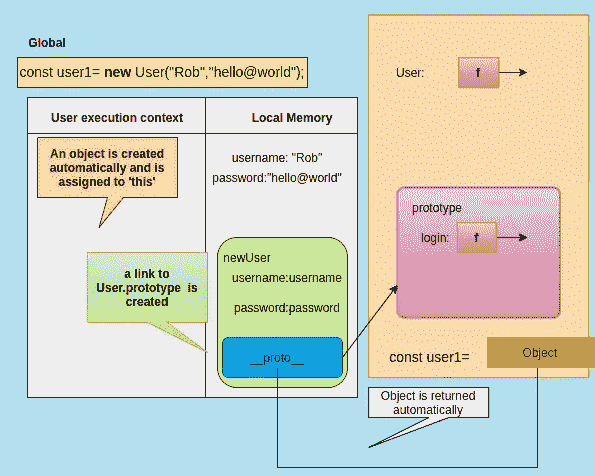 Global
const user1= new User("Rob","hello@world");
User execution context
Local Memory
An object is created
automatically and is
assigned to 'this'
username: "Rob"
password:"hello@world"
a link to
User.prototype is
created
newUser
username:username
password:password
__proto__
User:
f
prototype
login:
f
const user1=
Object
Object is returned
automatically